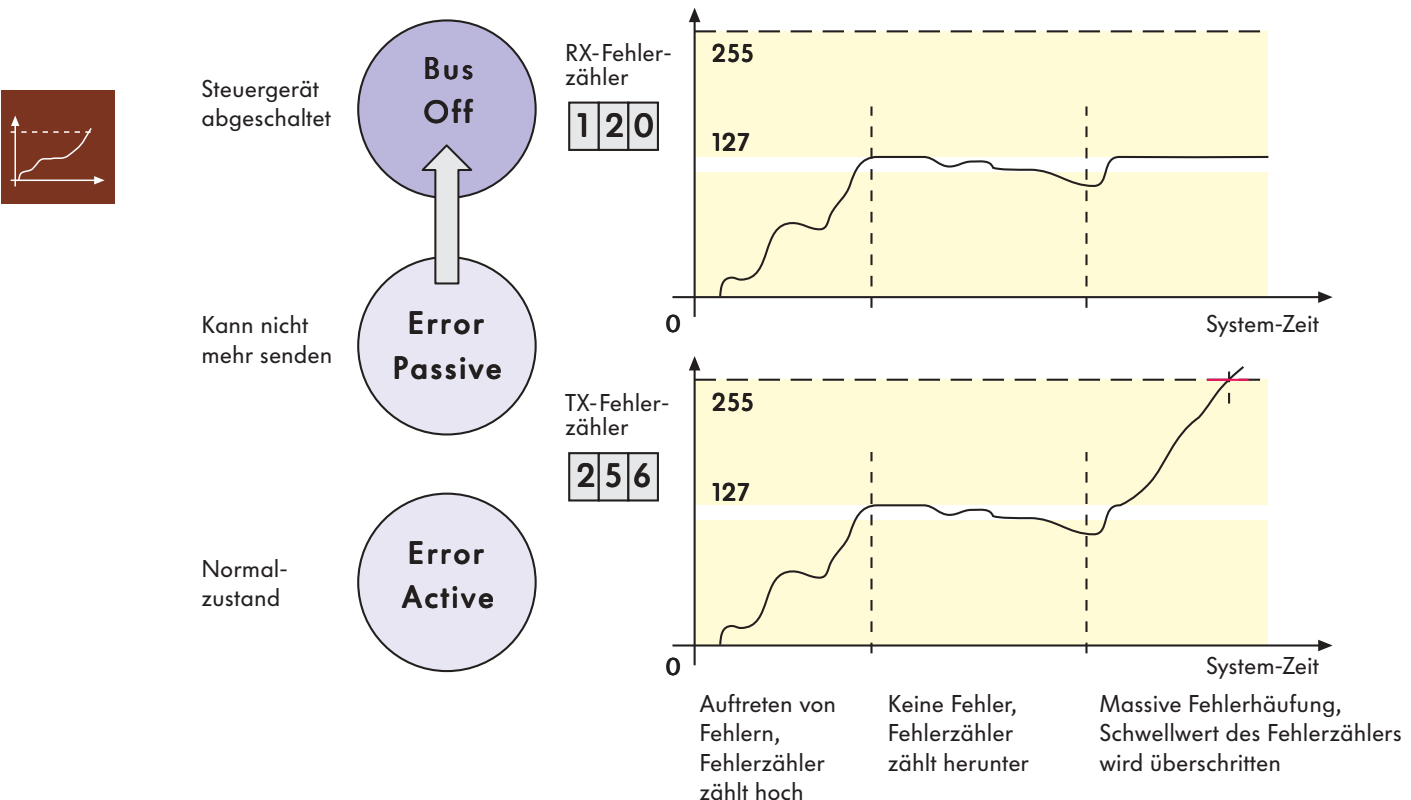 Steuergerät
abgeschaltet
Bus
Off
Kann nicht
mehr senden
Error
Passive
Normal-
zustand
Error
Active
RX-Fehler-
zähler
120
255
127
0
System-Zeit
TX-Fehler-
zähler
256
255
127
0
System-Zeit
Auftreten von
Fehlern,
Fehlerzähler
zählt hoch
Keine Fehler,
Fehlerzähler
zählt herunter
Massive Fehlerhäufung,
Schwellwert des Fehlerzählers
wird überschritten